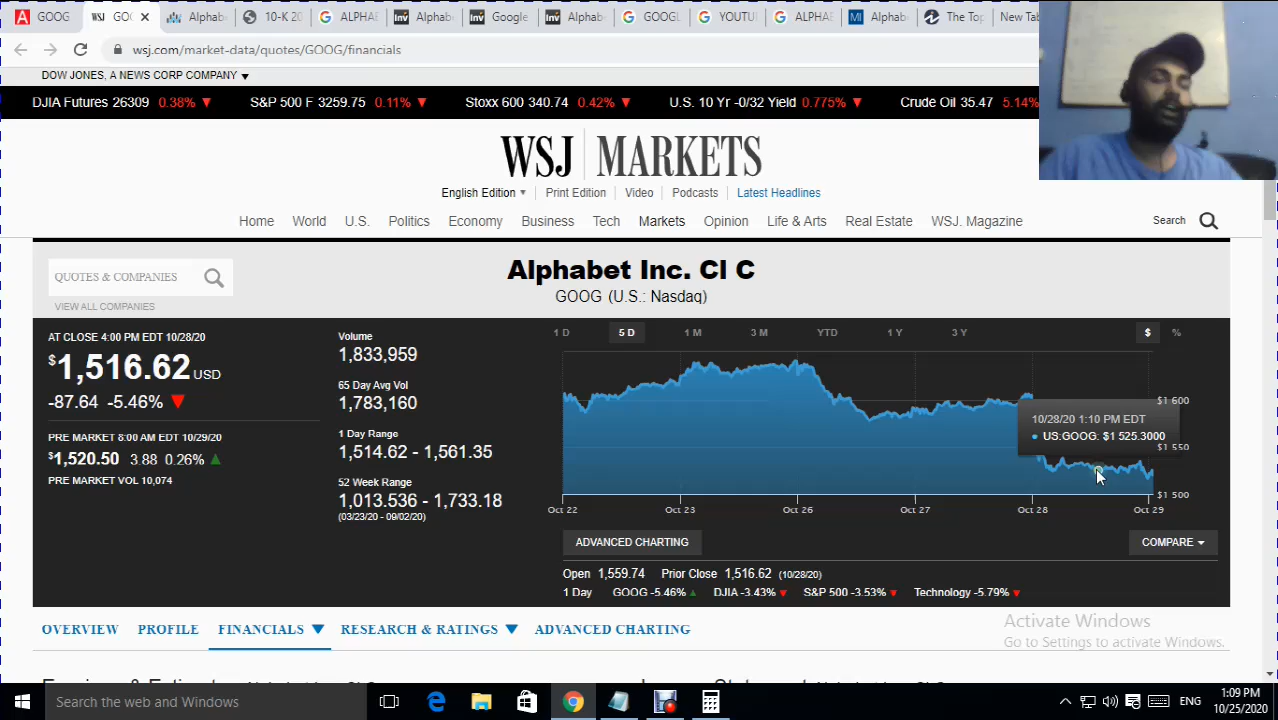 GOOG
GOO
Alphabe
10-K 20
ALPHAB
Alphab
Google
Alphab
GOOGL
YOUTU
ALPHAB
Alphab
The Top
New Tab
wsj.com/market-data/quotes/GOOG/financials
DOW JONES, A NEWS CORP COMPANY
DJIA Futures 26309 0.38% ▼
S&P 500 F 3259.75 0.11% ▼
Stoxx 600 340.74 0.42% ▼
U.S. 10 Yr -0/32 Yield 0.775% ▼
Crude Oil 35.47 5.14%
WSJ MARKETS
English Edition ▼ Print Edition Video Podcasts Latest Headlines
Home World U.S. Politics Economy Business Tech Markets Opinion Life & Arts Real Estate WSJ. Magazine Search
QUOTES & COMPANIES
VIEW ALL COMPANIES
Alphabet Inc. Cl C
GOOG (U.S.: Nasdaq)
AT CLOSE 4:00 PM EDT 10/28/20
$1,516.62 USD
-87.64 -5.46% ▼
PRE MARKET 8:00 AM EDT 10/29/20
$1,520.50 3.88 0.26% ▲
PRE MARKET VOL 10,074
Volume
1,833,959
65 Day Avg Vol
1,783,160
1 Day Range
1,514.62 - 1,561.35
52 Week Range
1,013.536 - 1,733.18
(03/23/20 - 09/02/20)
1 D 5 D 1 M 3 M YTD 1 Y 3 Y $ %
$1 600
10/28/20 1:10 PM EDT
US:GOOG: $1 525.3000
$1 550
$1 500
Oct 22 Oct 23 Oct 26 Oct 27 Oct 28 Oct 29
ADVANCED CHARTING
COMPARE
Open 1,559.74 Prior Close 1,516.62 (10/28/20)
1 Day GOOG -5.46% ▲ DJIA -3.43% ▼ S&P 500 -3.53% ▼ Technology -5.79% ▼
OVERVIEW PROFILE FINANCIALS ▼ RESEARCH & RATINGS ▼ ADVANCED CHARTING
Activate Windows
Go to Settings to activate Windows.
Search the web and Windows
ENG
1:09 PM
10/25/2020